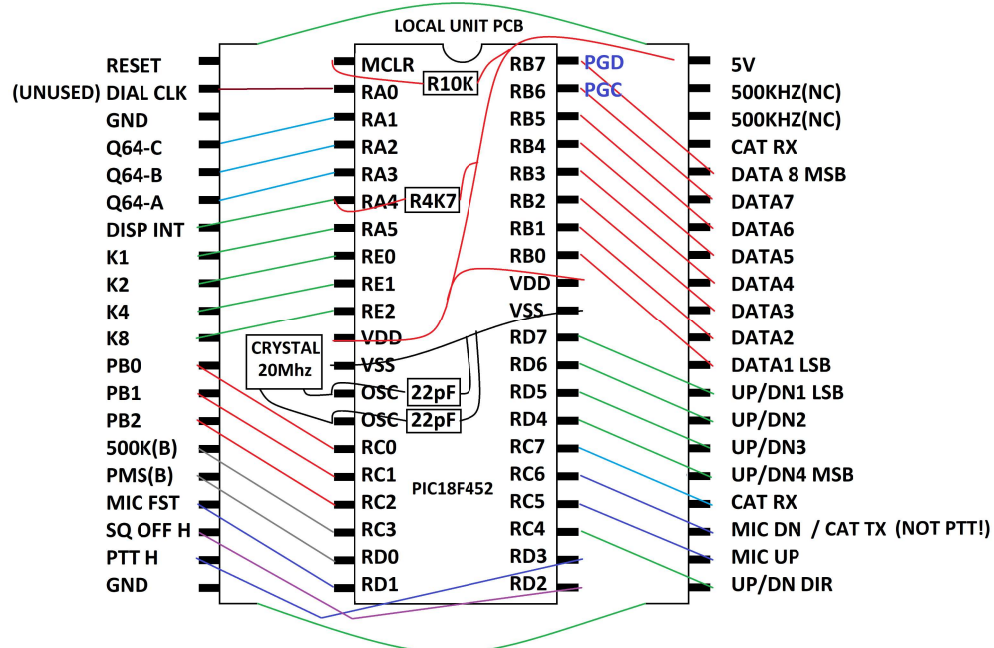 LOCAL UNIT PCB
RESET
(UNUSED) DIAL CLK
GND
Q64-C
Q64-B
Q64-A
DISP INT
K1
K2
K4
K8
PB0
PB1
PB2
500K(B)
PMS(B)
MIC FST
SQ OFF H
PTT H
GND
CRYSTAL
20Mhz
MCLR
RA0
RA1
RA2
RA3
RA4
RA5
RE0
RE1
RE2
VDD
VSS
OSC
OSC
RC0
RC1
RC2
RC3
RD0
RD1
R10K
R4K7
22pF
22pF
PIC18F452
RB7
RB6
RB5
RB4
RB3
RB2
RB1
RB0
VDD
VSS
RD7
RD6
RD5
RD4
RC7
RC6
RC5
RC4
RD3
RD2
PGD
PGC
5V
500KHZ(NC)
500KHZ(NC)
CAT RX
DATA 8 MSB
DATA7
DATA6
DATA5
DATA4
DATA3
DATA2
DATA1 LSB
UP/DN1 LSB
UP/DN2
UP/DN3
UP/DN4 MSB
CAT RX
MIC DN / CAT TX (NOT PTT!)
MIC UP
UP/DN DIR